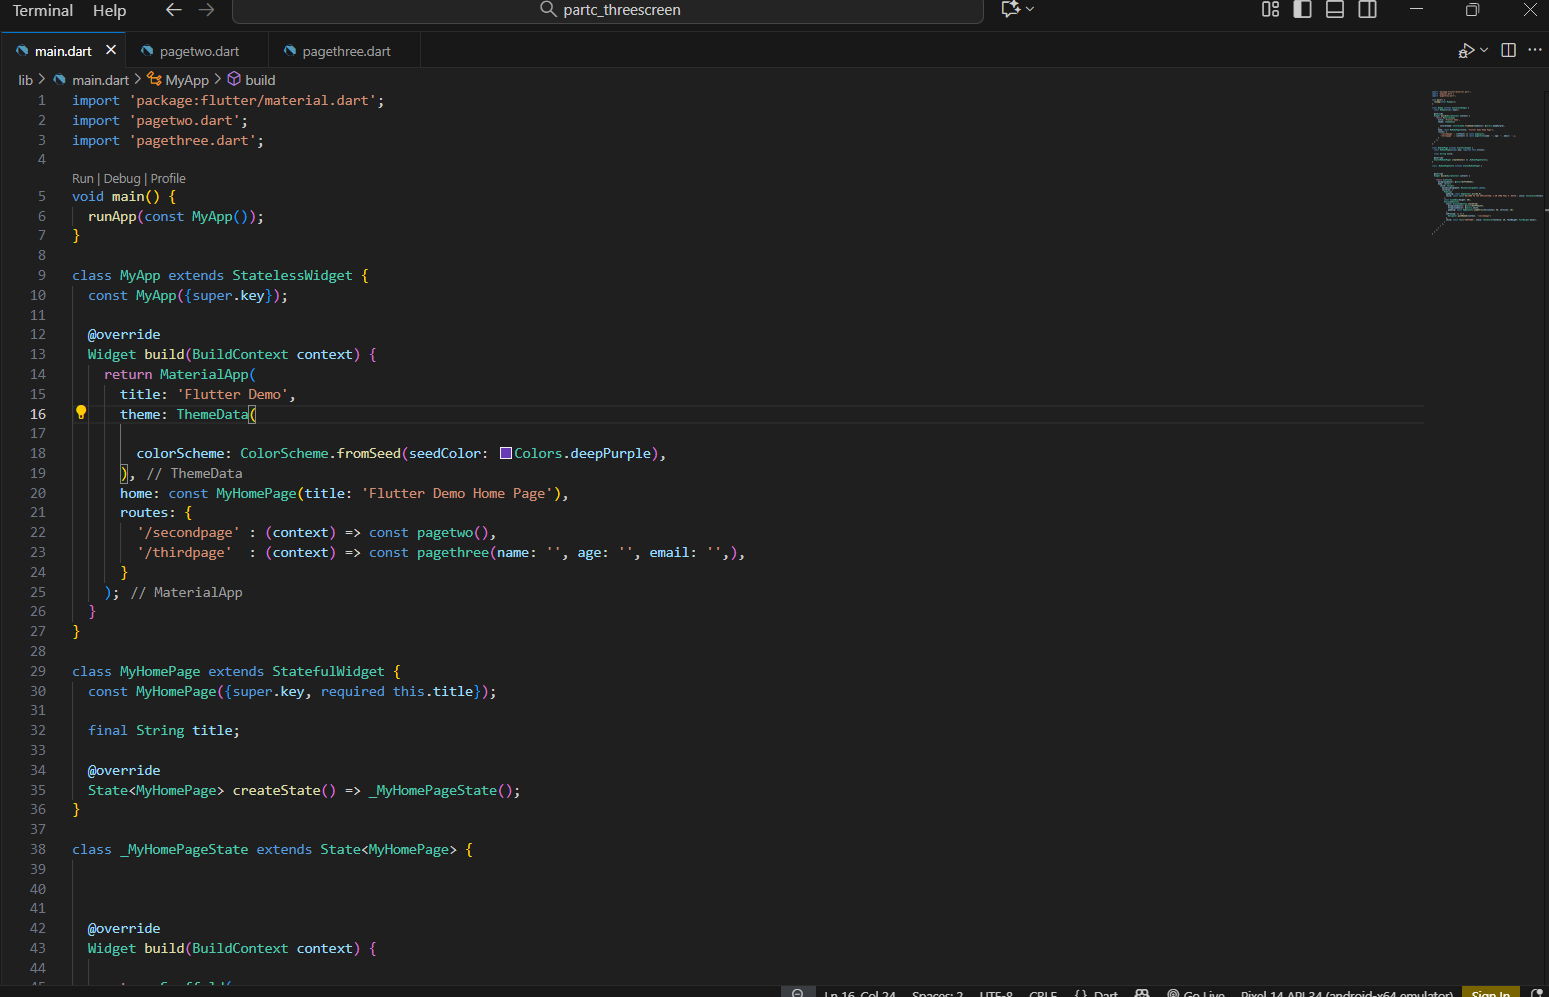 Terminal Help partc_threescreen
main.dart pagetwo.dart pagethree.dart
lib > main.dart > MyApp > build
1 import 'package:flutter/material.dart';
2 import 'pagetwo.dart';
3 import 'pagethree.dart';
4
Run | Debug | Profile
5 void main() {
6 runApp(const MyApp());
7 }
8
9 class MyApp extends StatelessWidget {
10 const MyApp({super.key});
11
12 @override
13 Widget build(BuildContext context) {
14 return MaterialApp(
15 title: 'Flutter Demo',
16 theme: ThemeData(
17
18 colorScheme: ColorScheme.fromSeed(seedColor: Colors.deepPurple),
19 ), // ThemeData
20 home: const MyHomePage(title: 'Flutter Demo Home Page'),
21 routes: {
22 '/secondpage' : (context) => const pagetwo(),
23 '/thirdpage' : (context) => const pagethree(name: '', age: '', email: '',),
24 }
25 ); // MaterialApp
26 }
27 }
28
29 class MyHomePage extends StatefulWidget {
30 const MyHomePage({super.key, required this.title});
31
32 final String title;
33
34 @override
35 State<MyHomePage> createState() => _MyHomePageState();
36 }
37
38 class _MyHomePageState extends State<MyHomePage> {
39
40
41
42 @override
43 Widget build(BuildContext context) {
44
Ln 16, Col 24 Spaces: 2 UTF-8 CRLF {} Dart Go Live Pixel 14 API 34 (android-x64 emulator) Sign In